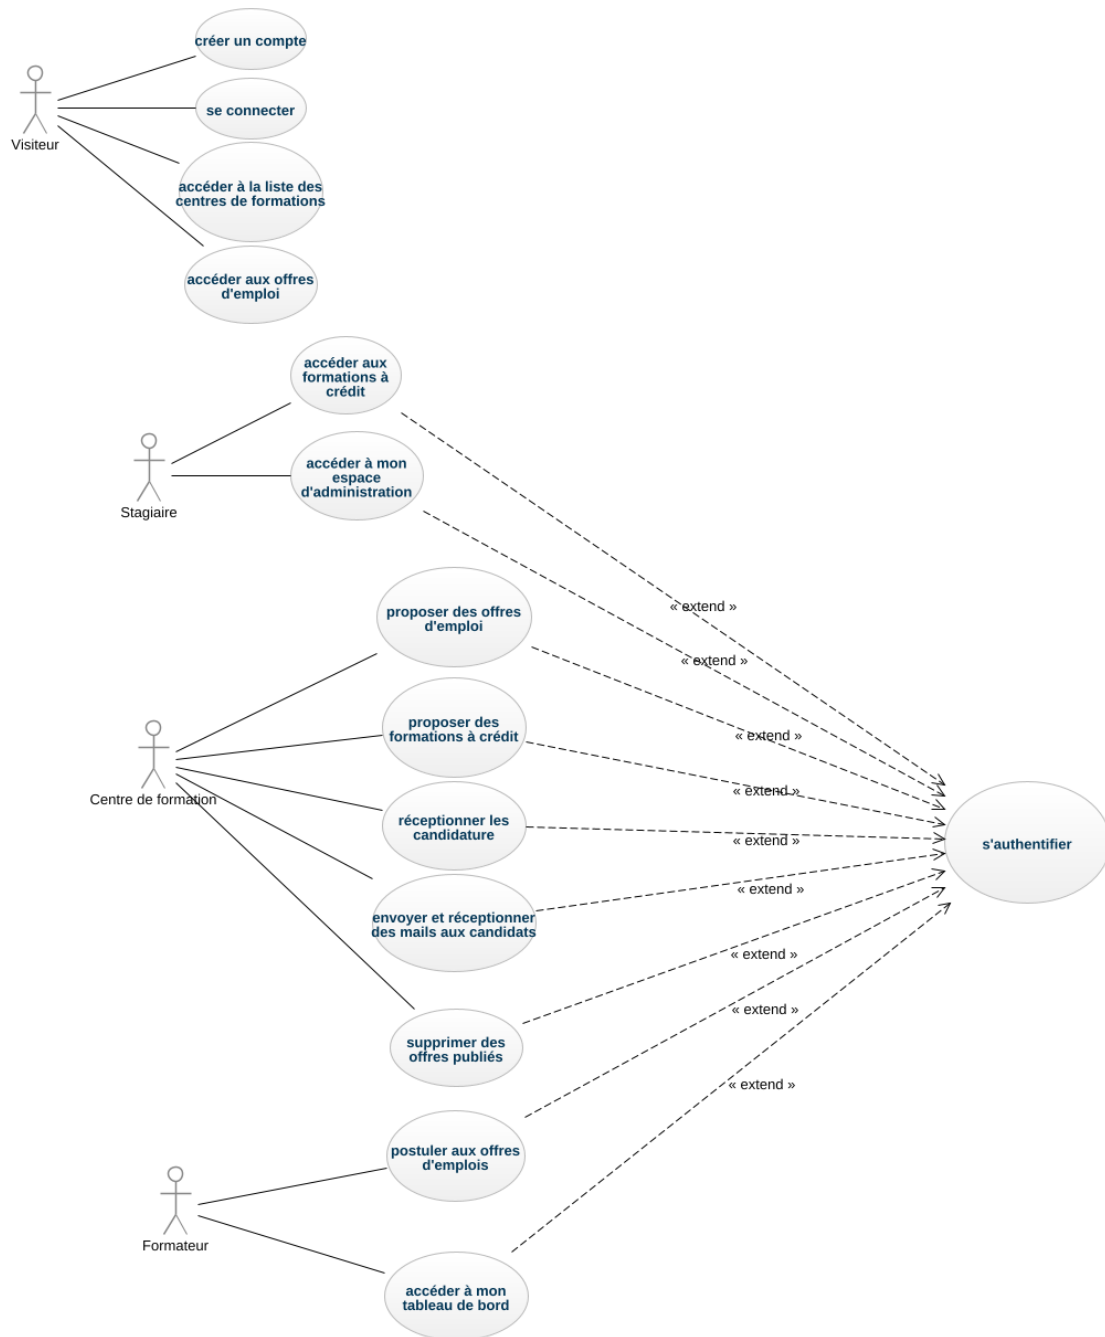 créer un compte
se connecter
Visiteur
accéder à la liste des
centres de formations
accéder aux offres
d'emploi
accéder aux
formations à
crédit
accéder à mon
espace
d'administration
Stagiaire
« extend »
« extend »
proposer des offres
d'emploi
« extend »
proposer des
formations à crédit
« extend »
Centre de formation
réceptionner les
candidature
« extend »
s'authentifier
« extend »
envoyer et réceptionner
des mails aux candidats
« extend »
supprimer des
offres publiés
« extend »
« extend »
postuler aux offres
d'emplois
Formateur
accéder à mon
tableau de bord